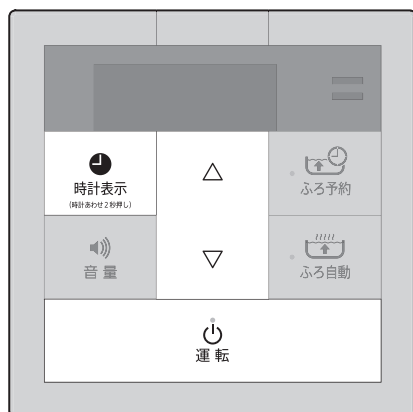 時計表示
(時計あわせ2秒押し)
ふろ予約
音量
ふろ自動
運転